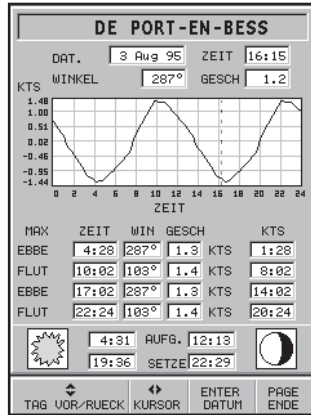 DE PORT-EN-BESS
DAT. 3 Aug 95 ZEIT 16:15
WINKEL 287° GESCH 1.2
KTS
1.48
1.00
0.51
0.02
-0.46
-0.95
-1.44
0 2 4 6 8 10 12 14 16 18 20 22 24
ZEIT
MAX ZEIT WIN GESCH KTS
EBBE 4:28 287° 1.3 KTS 1:28
FLUT 10:02 103° 1.4 KTS 8:02
EBBE 17:02 287° 1.3 KTS 14:02
FLUT 22:24 103° 1.4 KTS 20:24
4:31 AUFG. 12:13
19:36 SETZE 22:29
TAG VOR/RUECK KURSOR ENTER DATUM PAGE ENDE